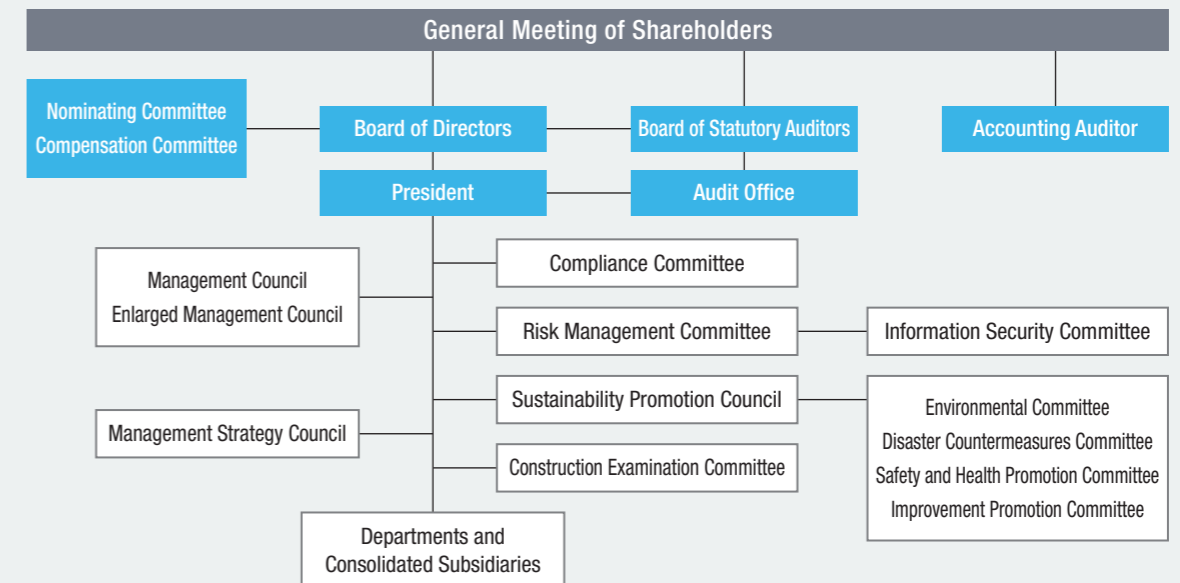 General Meeting of Shareholders
Nominating Committee
Compensation Committee
Board of Directors
Board of Statutory Auditors
Accounting Auditor
President
Audit Office
Management Council
Enlarged Management Council
Compliance Committee
Risk Management Committee
Information Security Committee
Sustainability Promotion Council
Environmental Committee
Disaster Countermeasures Committee
Safety and Health Promotion Committee
Improvement Promotion Committee
Management Strategy Council
Construction Examination Committee
Departments and
Consolidated Subsidiaries